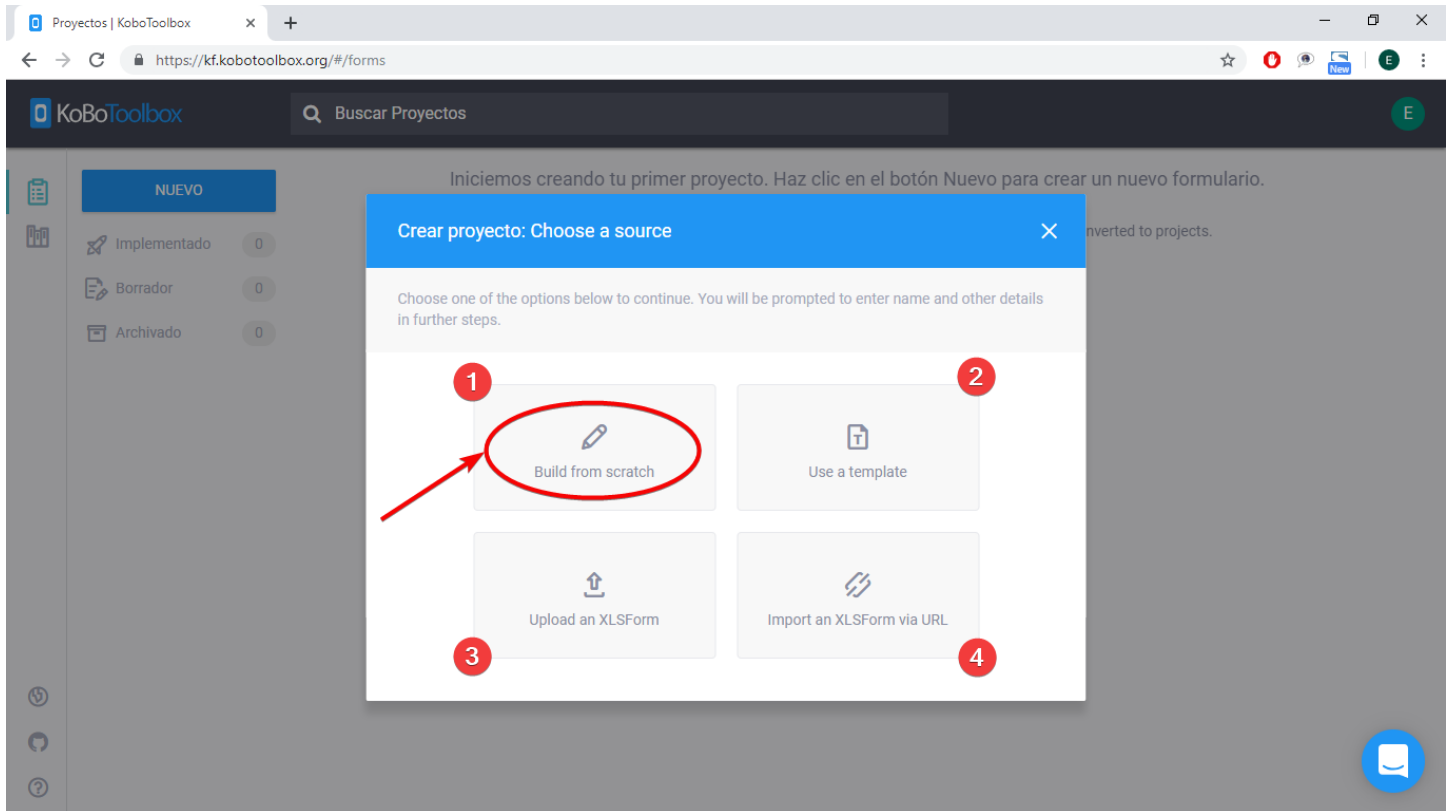 Proyectos | KoboToolbox
https://kf.kobotoolbox.org/#/forms
New
E
KoBoToolbox
Buscar Proyectos
E
NUEVO
Iniciemos creando tu primer proyecto. Haz clic en el botón Nuevo para crear un nuevo formulario.
nverted to projects.
Implementado 0
Borrador 0
Archivado 0
Crear proyecto: Choose a source
Choose one of the options below to continue. You will be prompted to enter name and other details
in further steps.
1
2
T
Build from scratch
Use a template
Upload an XLSForm
Import an XLSForm via URL
3
4